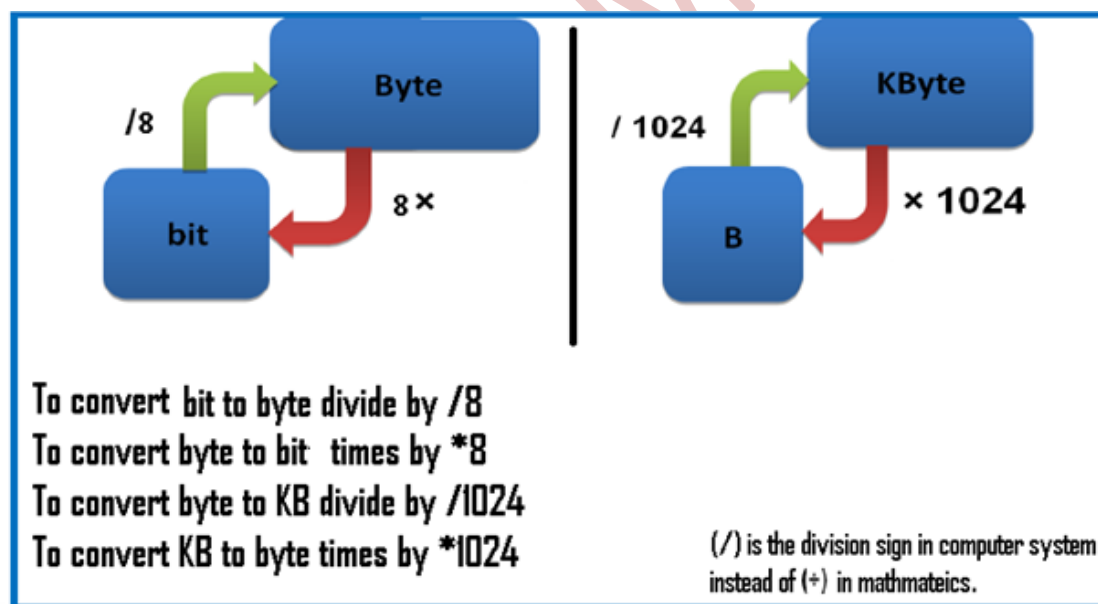 Byte
/8
8 ×
bit
KByte
/ 1024
× 1024
B
To convert bit to byte divide by /8
To convert byte to bit times by *8
To convert byte to KB divide by /1024
To convert KB to byte times by *1024
(/) is the division sign in computer system
instead of (÷) in mathmateics.